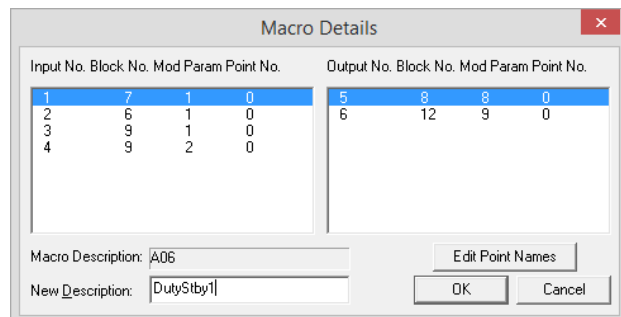 Macro Details
Input No. Block No. Mod Param Point No. Output No. Block No. Mod Param Point No.
1 7 1 0 5 8 8 0
2 6 1 0 6 12 9 0
3 9 1 0
4 9 2 0
Macro Description: A06 Edit Point Names
New Description: DutyStby1 OK Cancel